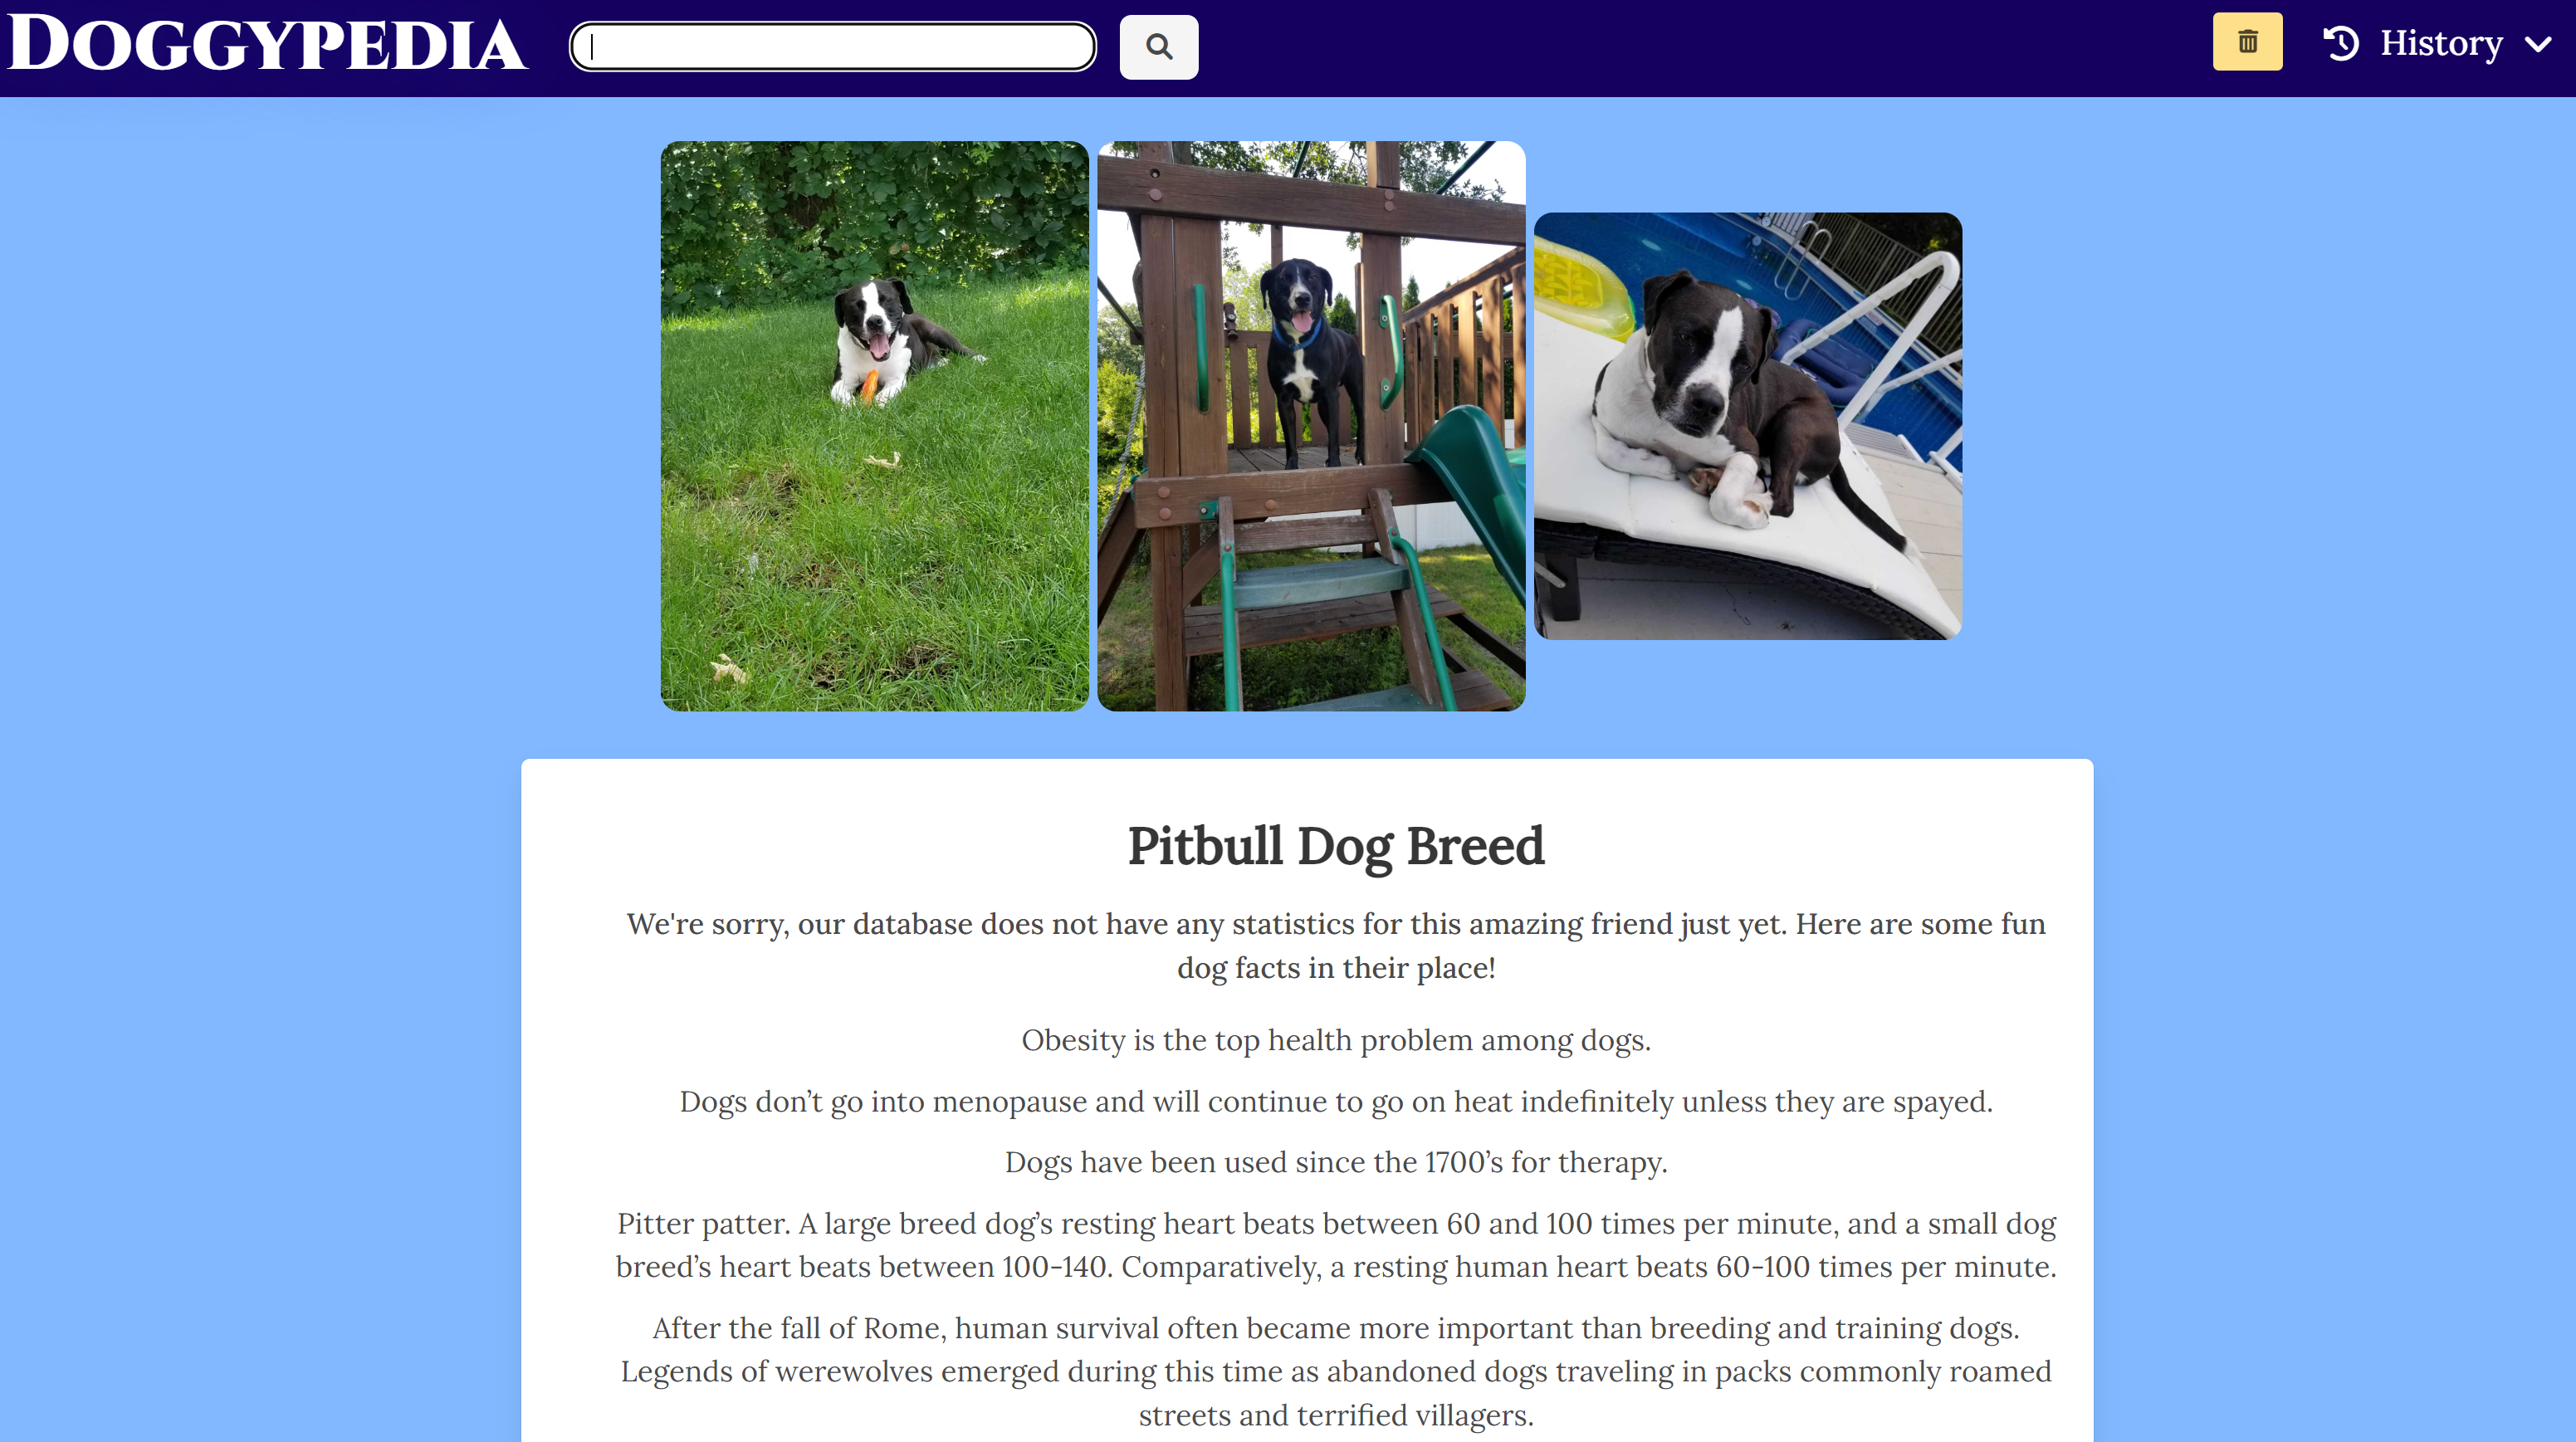 DOGGYPEDIA
History
Pitbull Dog Breed
We're sorry, our database does not have any statistics for this amazing friend just yet. Here are some fun
dog facts in their place!
Obesity is the top health problem among dogs.
Dogs don’t go into menopause and will continue to go on heat indefinitely unless they are spayed.
Dogs have been used since the 1700’s for therapy.
Pitter patter. A large breed dog’s resting heart beats between 60 and 100 times per minute, and a small dog
breed’s heart beats between 100-140. Comparatively, a resting human heart beats 60-100 times per minute.
After the fall of Rome, human survival often became more important than breeding and training dogs.
Legends of werewolves emerged during this time as abandoned dogs traveling in packs commonly roamed
streets and terrified villagers.